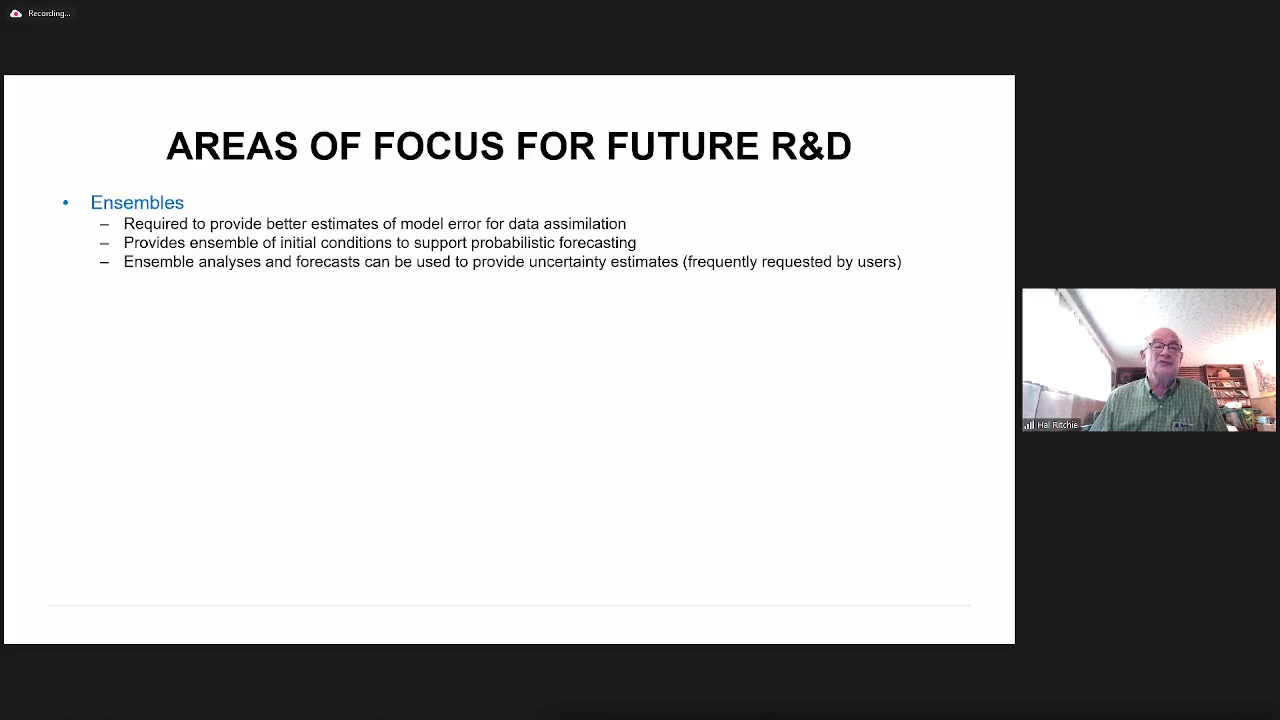 Recording...
AREAS OF FOCUS FOR FUTURE R&D
• Ensembles
– Required to provide better estimates of model error for data assimilation
– Provides ensemble of initial conditions to support probabilistic forecasting
– Ensemble analyses and forecasts can be used to provide uncertainty estimates (frequently requested by users)
Hal Ritchie